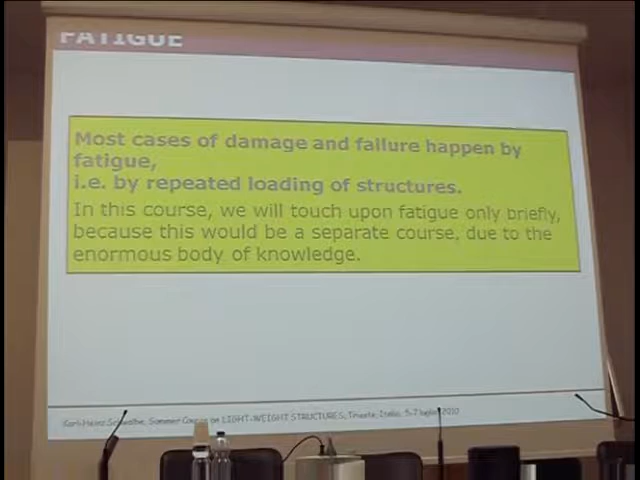 FATIGUE
Most cases of damage and failure happen by
fatigue,
i.e. by repeated loading of structures.
In this course, we will touch upon fatigue only briefly,
because this would be a separate course, due to the
enormous body of knowledge.
Karl-Heinz Schwalbe, Summer Course on LIGHT-WEIGHT STRUCTURES, Trieste, Italia, 5-7 luglio 2010